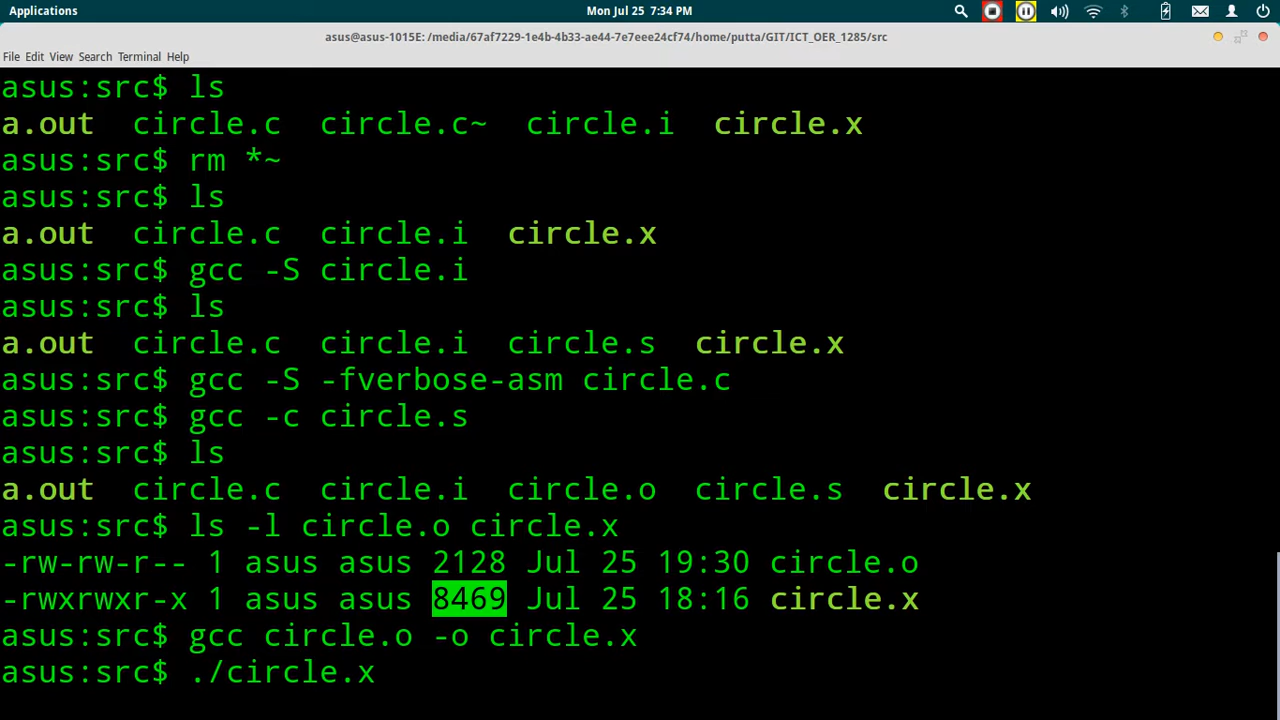 Applications
Mon Jul 25 7:34 PM
asus@asus-1015E: /media/67af7229-1e4b-4b33-ae44-7e7eee24cf74/home/putta/GIT/ICT_OER_1285/src
File Edit View Search Terminal Help
asus:src$ ls
a.out circle.c circle.c~ circle.i circle.x
asus:src$ rm *~
asus:src$ ls
a.out circle.c circle.i circle.x
asus:src$ gcc -S circle.i
asus:src$ ls
a.out circle.c circle.i circle.s circle.x
asus:src$ gcc -S -fverbose-asm circle.c
asus:src$ gcc -c circle.s
asus:src$ ls
a.out circle.c circle.i circle.o circle.s circle.x
asus:src$ ls -l circle.o circle.x
-rw-rw-r-- 1 asus asus 2128 Jul 25 19:30 circle.o
-rwxrwxr-x 1 asus asus 8469 Jul 25 18:16 circle.x
asus:src$ gcc circle.o -o circle.x
asus:src$ ./circle.x